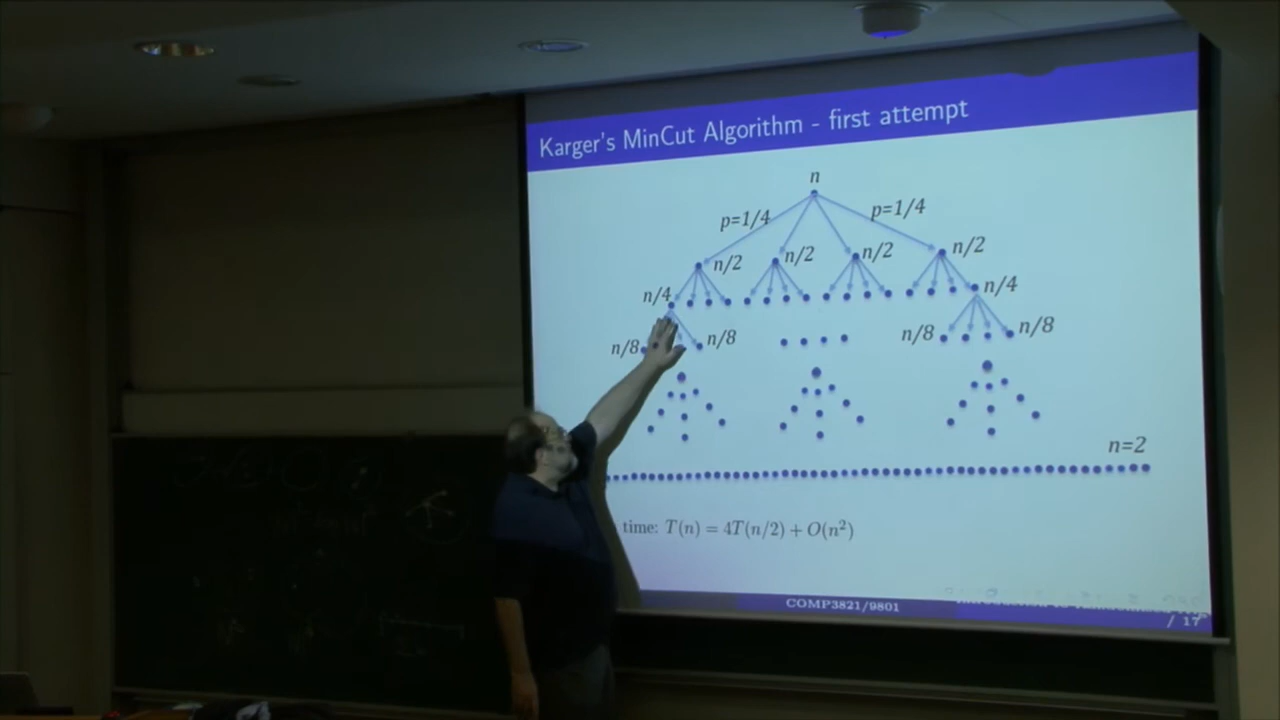 Karger's MinCut Algorithm - first attempt
n
p=1/4 p=1/4
n/2 n/2 n/2 n/2
n/4 n/4
n/8 n/8 n/8 n/8
n=2
time: T(n) = 4T(n/2) + O(n²)
COMP3821/9801
/ 17